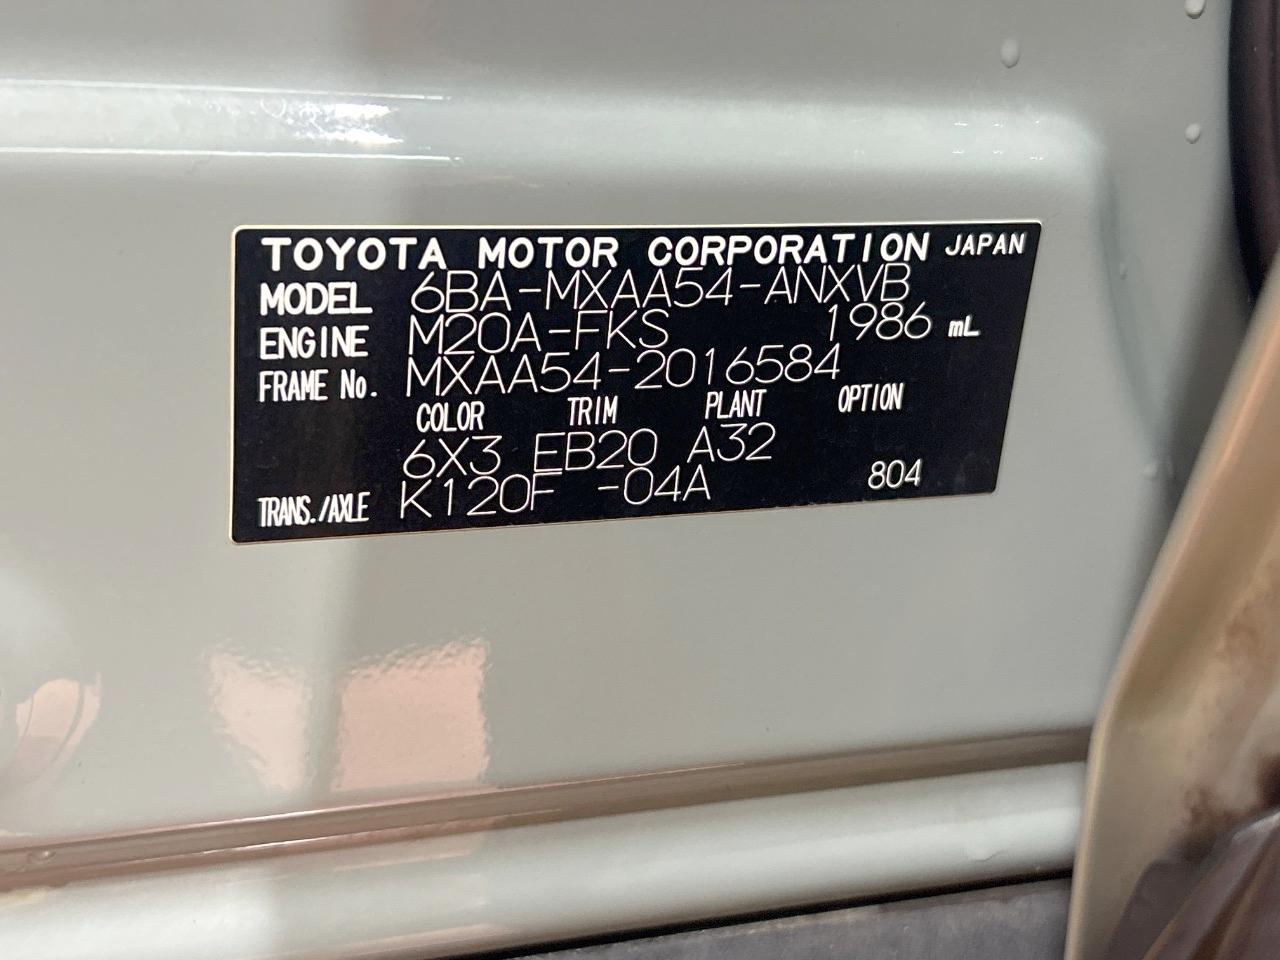 TOYOTA MOTOR CORPORATION JAPAN
MODEL 6BA-MXAA54-ANXVB
ENGINE M20A-FKS 1986 mL
FRAME No. MXAA54-2016584
COLOR TRIM PLANT OPTION
6X3 EB20 A32
TRANS./AXLE K120F -04A 804